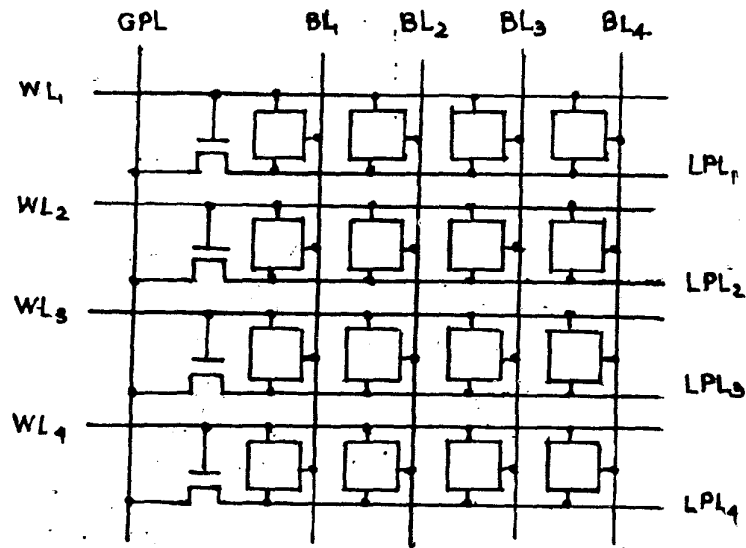 GPL BL₁ BL₂ BL₃ BL₄
WL₁
LPL₁
WL₂
LPL₂
WL₃
LPL₃
WL₄
LPL₄